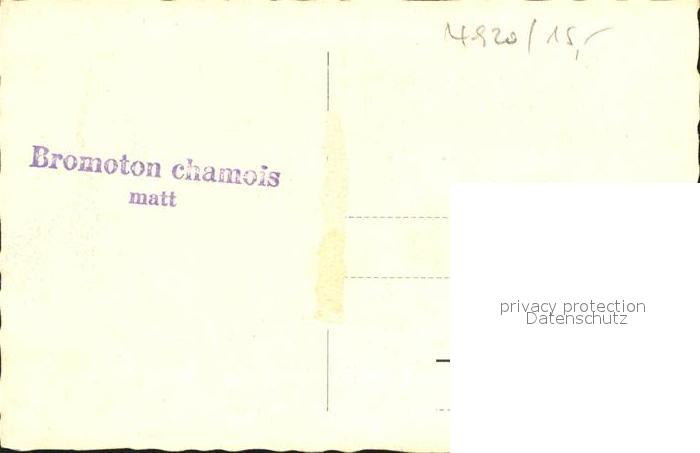 4920/15,-
Bromoton chamois
matt
privacy protection
Datenschutz